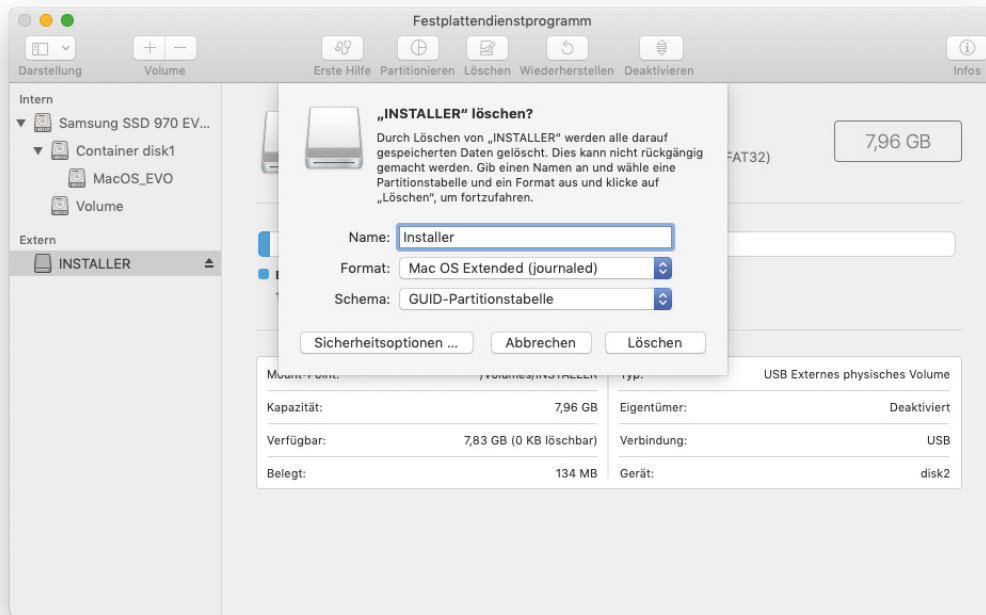 Festplattendienstprogramm
Darstellung
Volume
Erste Hilfe
Partitionieren
Löschen
Wiederherstellen
Deaktivieren
Infos
Intern
Samsung SSD 970 EV...
Container disk1
MacOS_EVO
Volume
Extern
INSTALLER
„INSTALLER“ löschen?
Durch Löschen von „INSTALLER“ werden alle darauf
gespeicherten Daten gelöscht. Dies kann nicht rückgängig
gemacht werden. Gib einen Namen an und wähle eine
Partitionstabelle und ein Format aus und klicke auf
„Löschen“, um fortzufahren.
Name: Installer
Format: Mac OS Extended (journaled)
Schema: GUID-Partitionstabelle
Sicherheitsoptionen ...
Abbrechen
Löschen
FAT32)
7,96 GB
Mount-Point: /Volumes/INSTALLER
Typ: USB Externes physisches Volume
Kapazität: 7,96 GB
Eigentümer: Deaktiviert
Verfügbar: 7,83 GB (0 KB löschbar)
Verbindung: USB
Belegt: 134 MB
Gerät: disk2